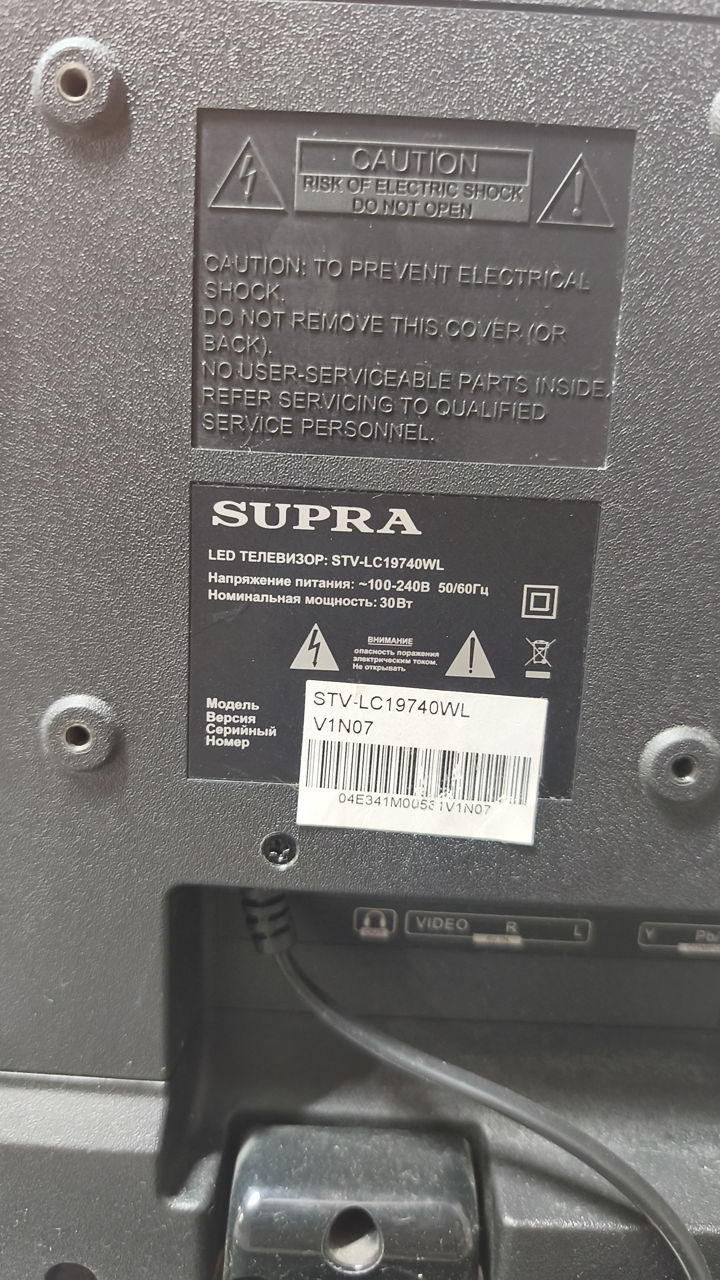 CAUTION
RISK OF ELECTRIC SHOCK
DO NOT OPEN
CAUTION: TO PREVENT ELECTRICAL
SHOCK.
DO NOT REMOVE THIS COVER (OR
BACK).
NO USER-SERVICEABLE PARTS INSIDE.
REFER SERVICING TO QUALIFIED
SERVICE PERSONNEL.
SUPRA
LED ТЕЛЕВИЗОР: STV-LC19740WL
Напряжение питания: ~100-240В 50/60Гц
Номинальная мощность: 30Вт
ВНИМАНИЕ
опасность поражения
электрическим током.
Не открывать
Модель
Версия
Серийный
Номер
STV-LC19740WL
V1N07
04E341M00531V1N07
VIDEO R L
Y Pb/